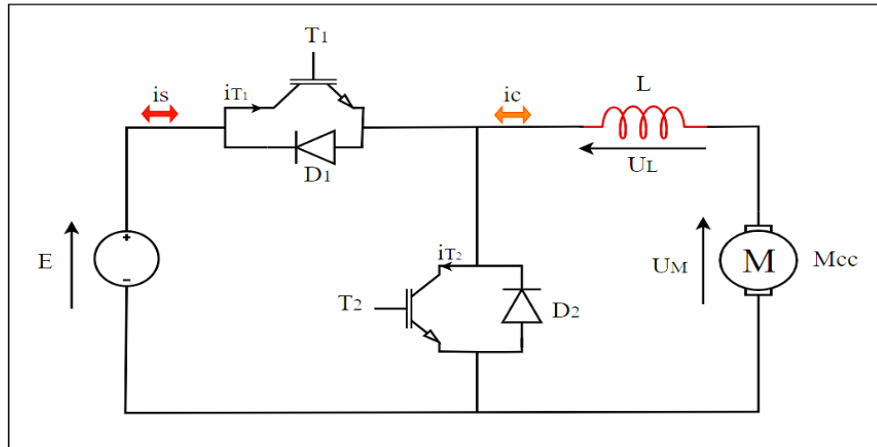 T1
is
iT1
D1
ic
L
UL
E
+
-
iT2
T2
D2
UM
M
Mcc